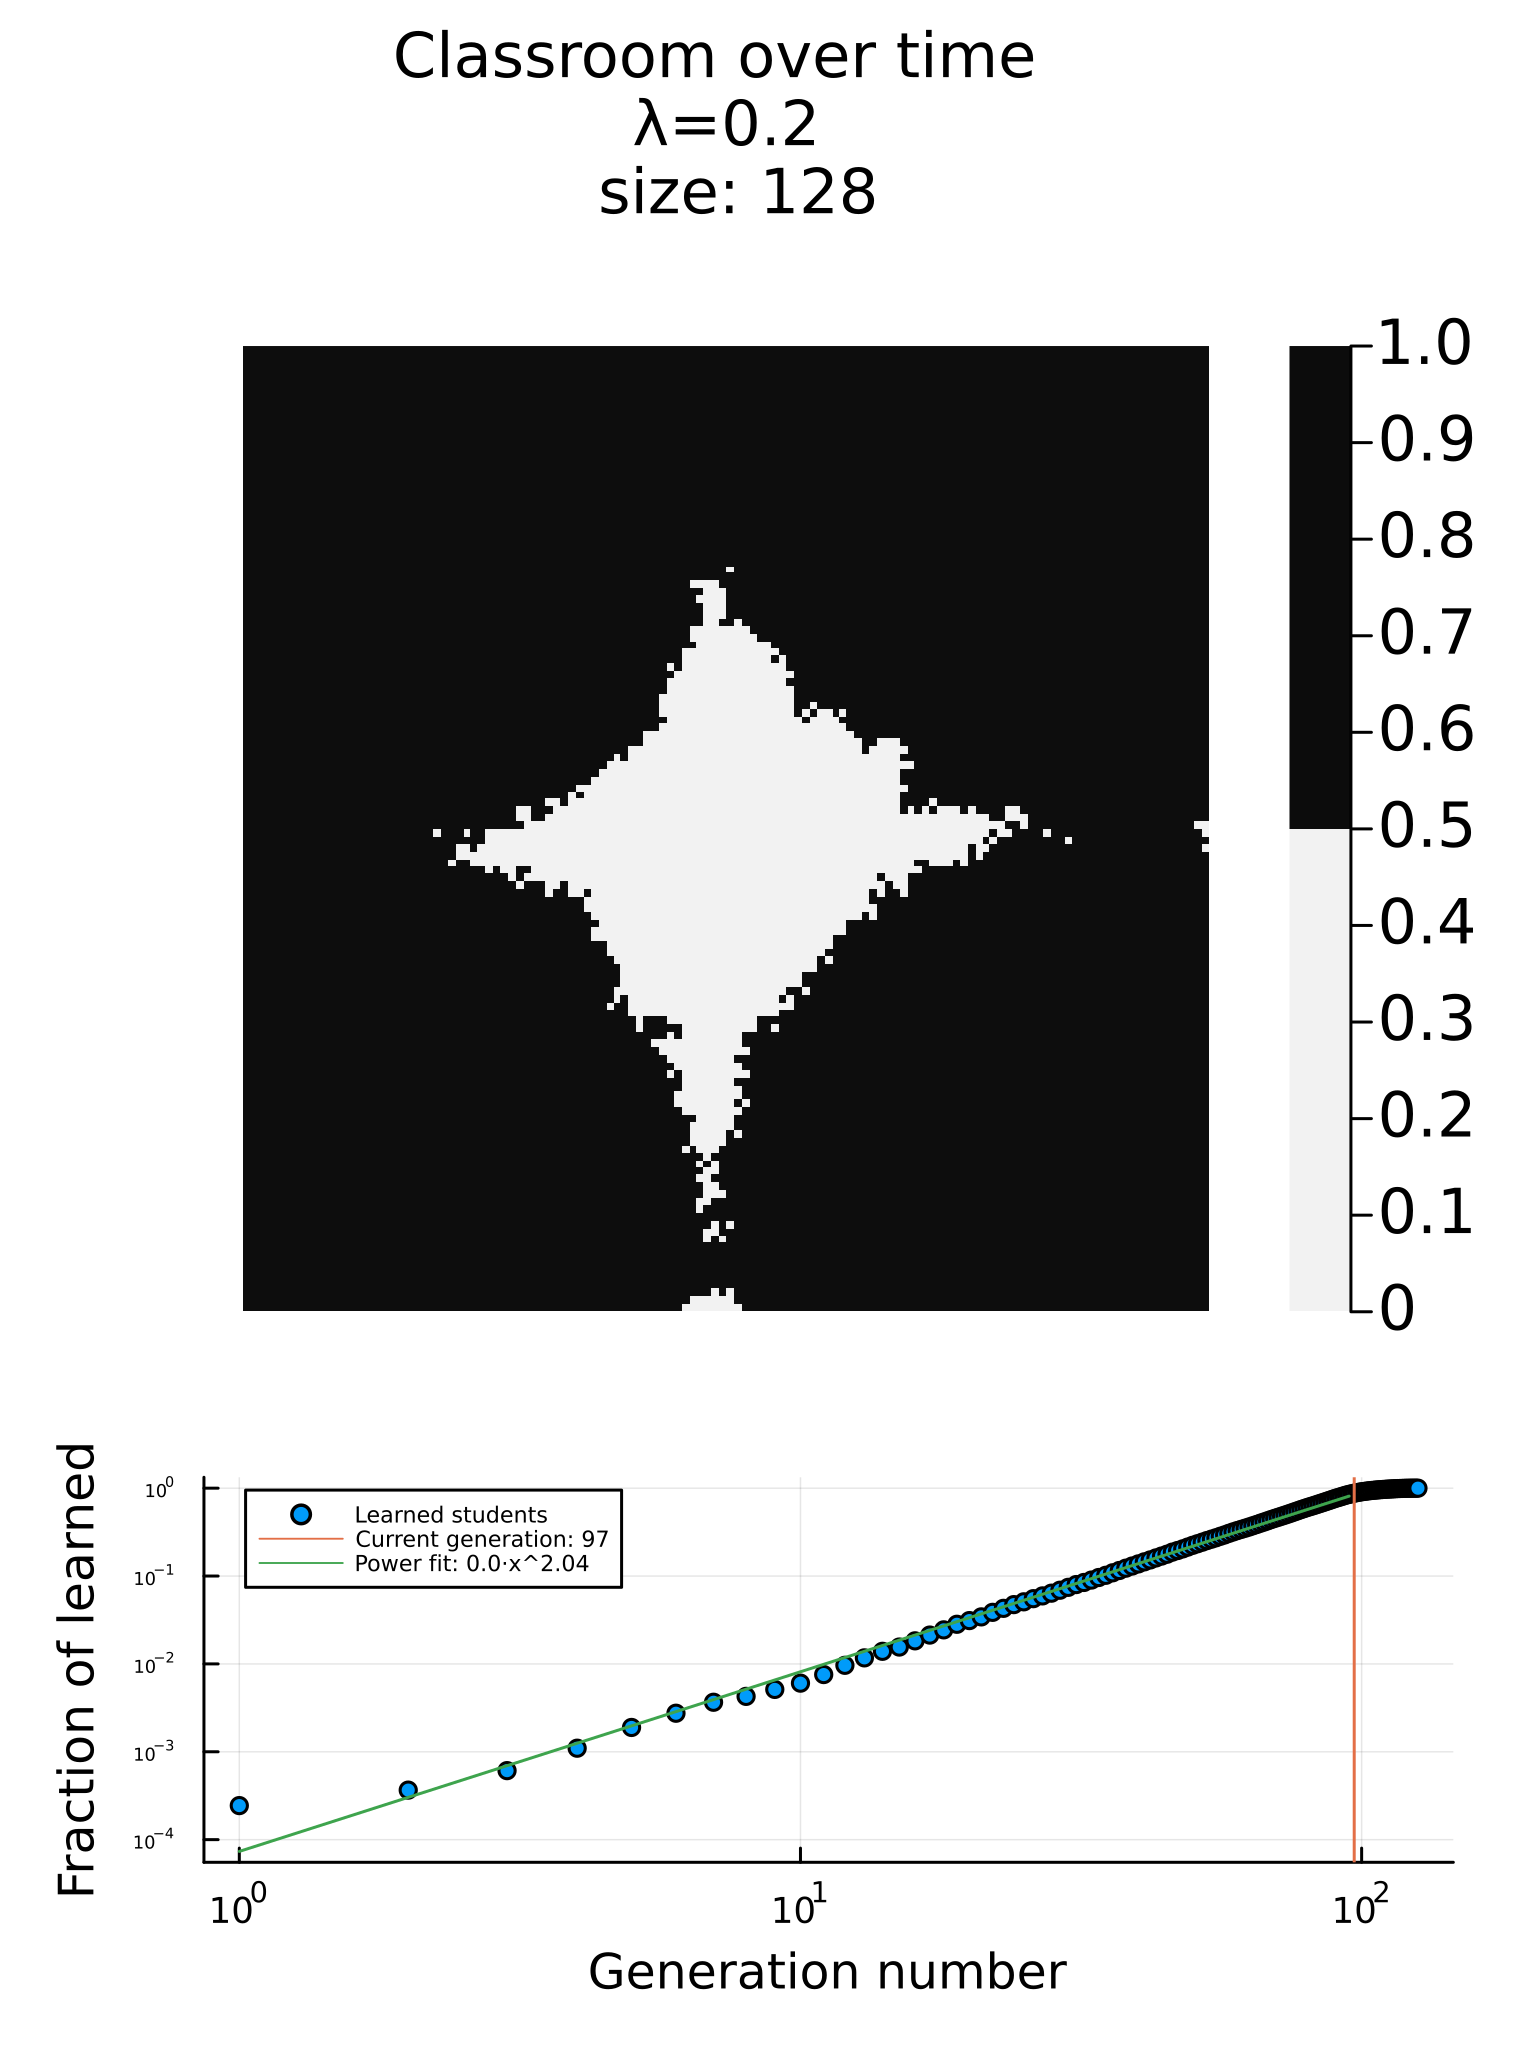 Classroom over time
λ=0.2
size: 128
1.0
0.9
0.8
0.7
0.6
0.5
0.4
0.3
0.2
0.1
0
Fraction of learned
10^0
10^-1
10^-2
10^-3
10^-4
Learned students
Current generation: 97
Power fit: 0.0·x^2.04
10^0 10^1 10^2
Generation number